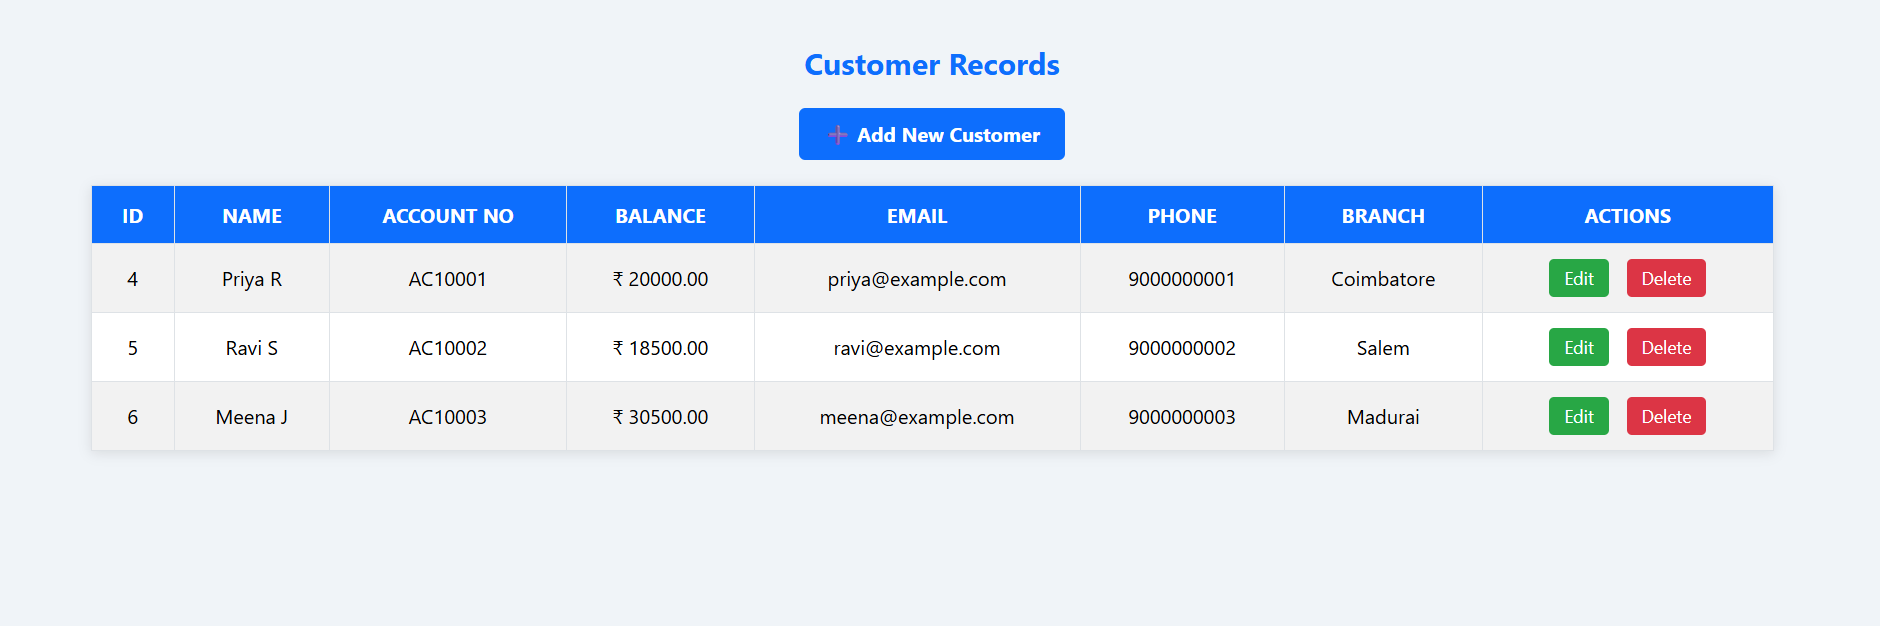 Customer Records
➕ Add New Customer
ID NAME ACCOUNT NO BALANCE EMAIL PHONE BRANCH ACTIONS
4 Priya R AC10001 ₹ 20000.00 priya@example.com 9000000001 Coimbatore Edit Delete
5 Ravi S AC10002 ₹ 18500.00 ravi@example.com 9000000002 Salem Edit Delete
6 Meena J AC10003 ₹ 30500.00 meena@example.com 9000000003 Madurai Edit Delete